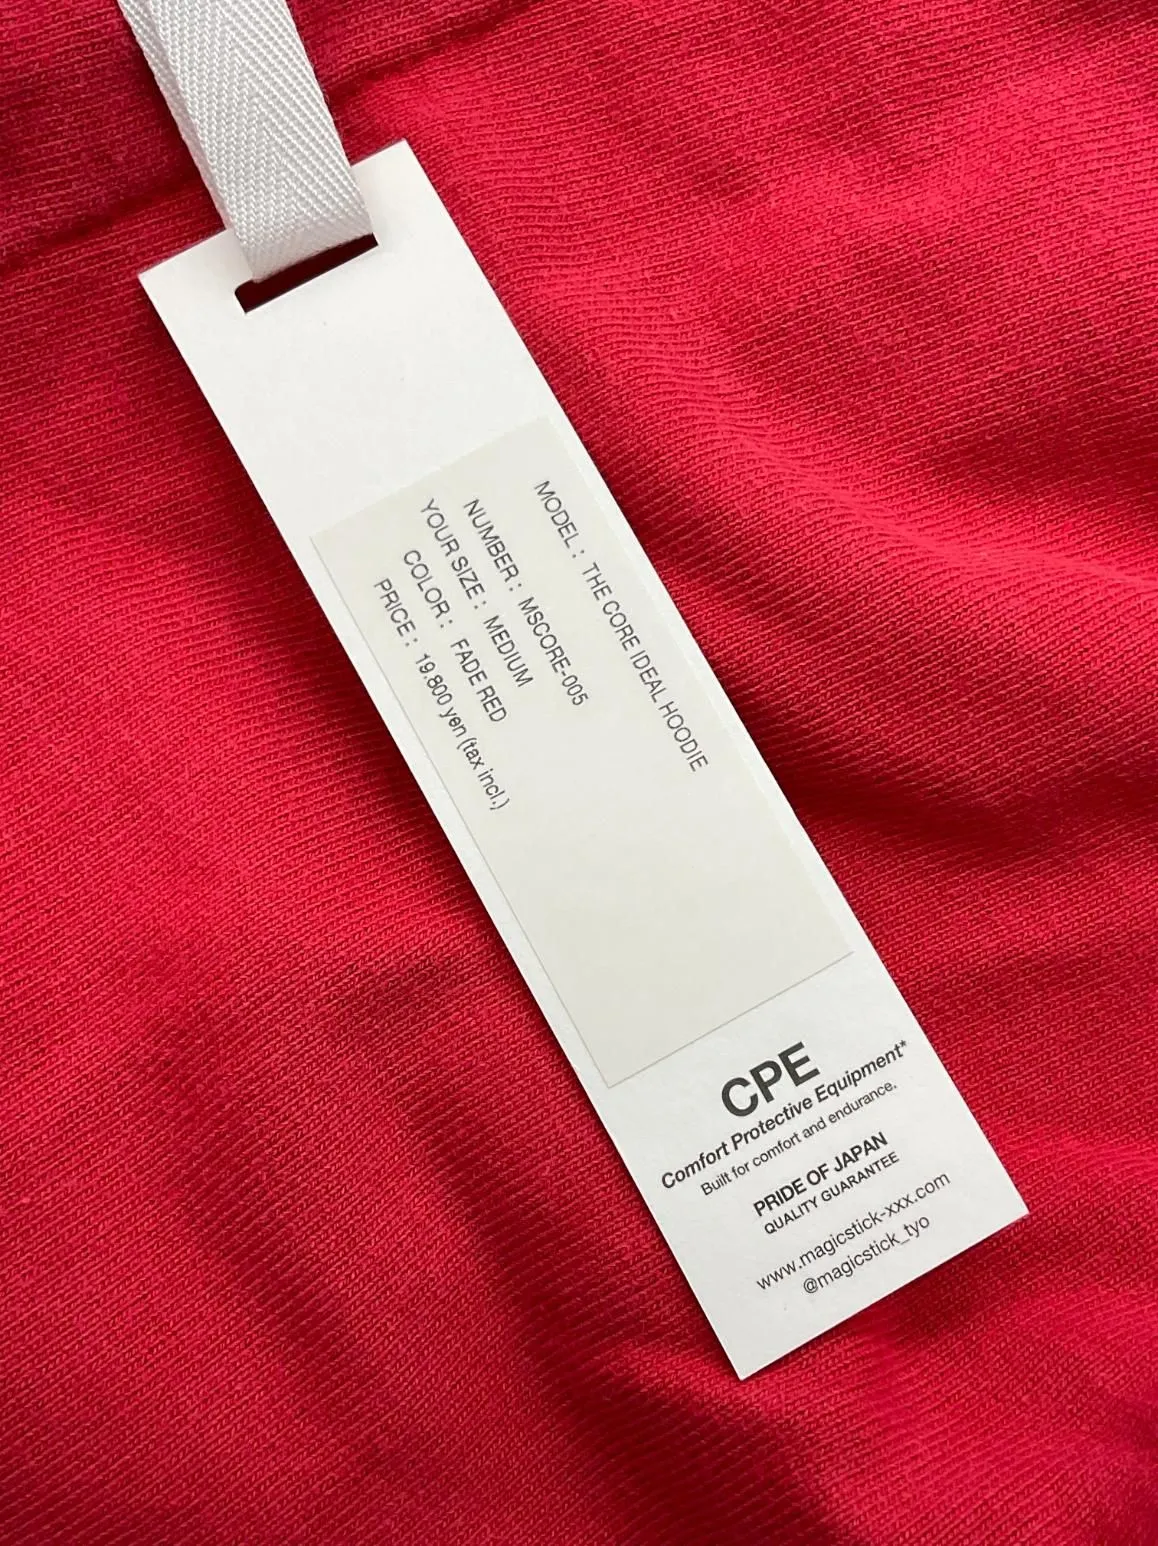 MODEL : THE CORE IDEAL HOODIE
NUMBER : MSCORE-005
YOUR SIZE : MEDIUM
COLOR : FADE RED
PRICE : 19.800 yen (tax incl.)
CPE
Comfort Protective Equipment*
Built for comfort and endurance.
PRIDE OF JAPAN
QUALITY GUARANTEE
www.magicstick-xxx.com
@magicstick_tyo